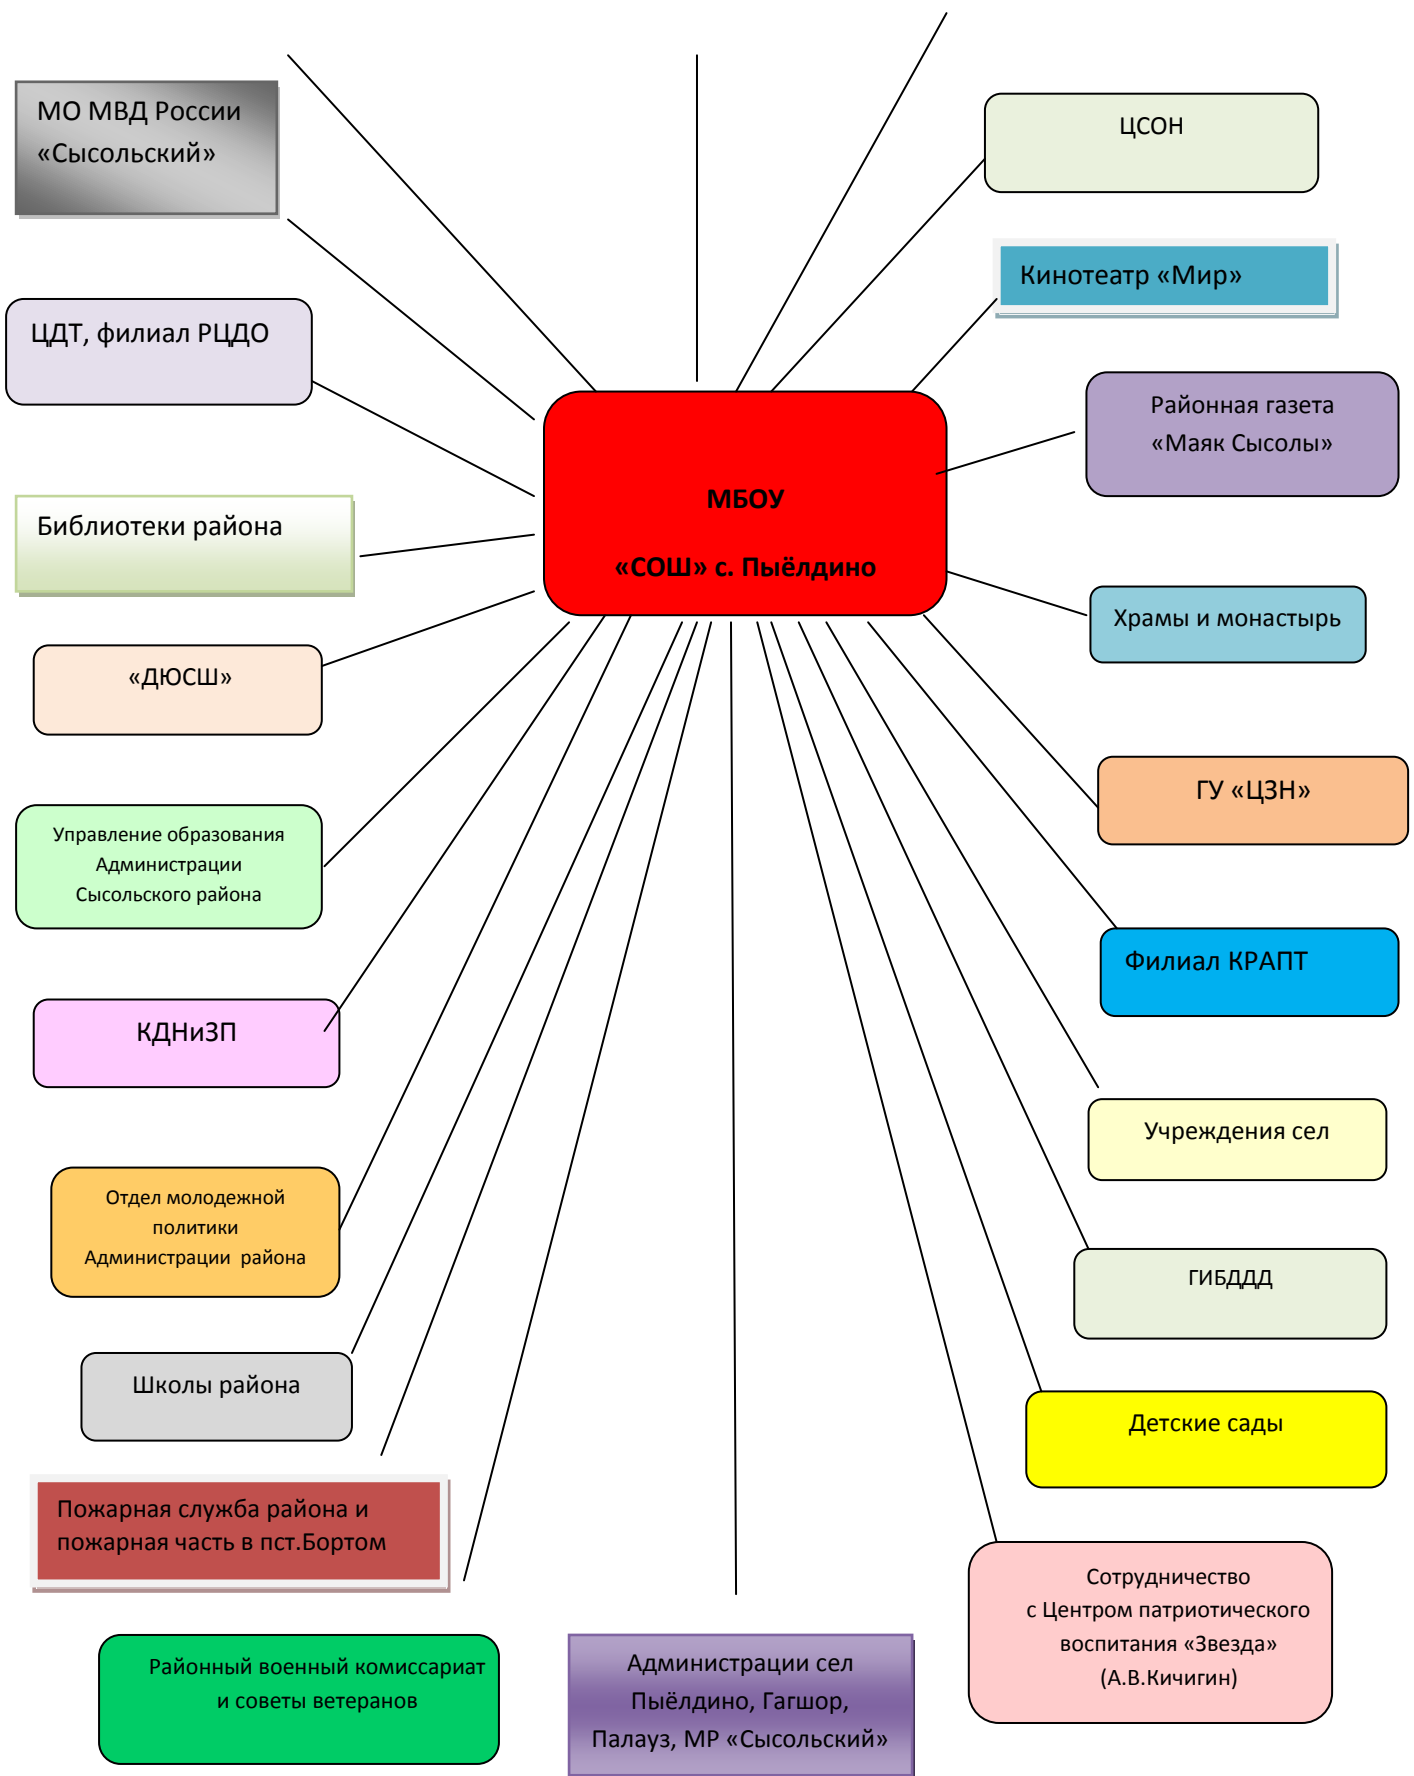 МО МВД России
«Сысольский»
ЦСОН
Кинотеатр «Мир»
ЦДТ, филиал РЦДО
Районная газета
«Маяк Сысолы»
МБОУ
«СОШ» с. Пыёлдино
Библиотеки района
Храмы и монастырь
«ДЮСШ»
ГУ «ЦЗН»
Управление образования
Администрации
Сысольского района
Филиал КРАПТ
КДНиЗП
Учреждения сел
Отдел молодежной
политики
Администрации района
ГИБДДД
Школы района
Детские сады
Пожарная служба района и
пожарная часть в пст.Бортом
Сотрудничество
с Центром патриотического
воспитания «Звезда»
(А.В.Кичигин)
Районный военный комиссариат
и советы ветеранов
Администрации сел
Пыёлдино, Гагшор,
Палауз, МР «Сысольский»